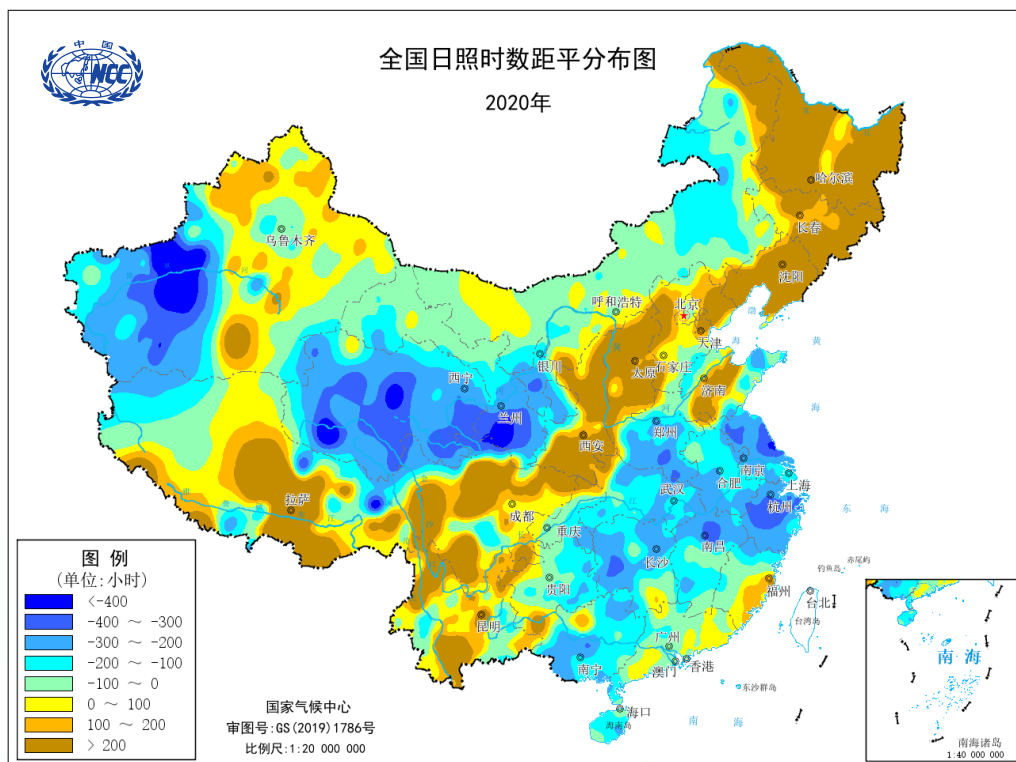 中国
NCC
全国日照时数距平分布图
2020年
哈尔滨
长春
沈阳
乌鲁木齐
河
呼和浩特
北京
天津
渤
海
黄
海
银川
太原
石家庄
济南
西宁
兰州
黄
河
郑州
西安
南京
合肥
上海
武汉
杭州
拉萨
成都
重庆
江
东 海
长沙
南昌
贵阳
钓鱼岛
赤尾屿
福州
台北
台湾岛
昆明
广州
南宁
澳门
香港
东沙群岛
海口
海南岛
南 海
图 例
(单位:小时)
<-400
-400 ~ -300
-300 ~ -200
-200 ~ -100
-100 ~ 0
0 ~ 100
100 ~ 200
> 200
国家气候中心
审图号:GS(2019)1786号
比例尺:1:20 000 000
南 海
南海诸岛
1:40 000 000